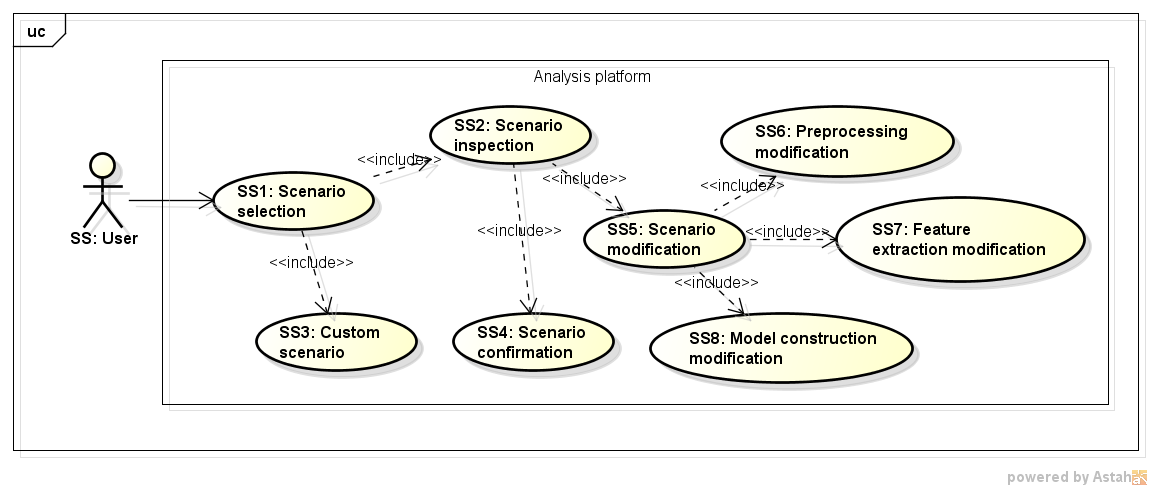 uc
Analysis platform
SS: User
SS1: Scenario
selection
<<include>>
SS2: Scenario
inspection
<<include>>
SS3: Custom
scenario
<<include>>
SS4: Scenario
confirmation
<<include>>
SS5: Scenario
modification
<<include>>
SS6: Preprocessing
modification
<<include>>
SS7: Feature
extraction modification
<<include>>
SS8: Model construction
modification
powered by Astah